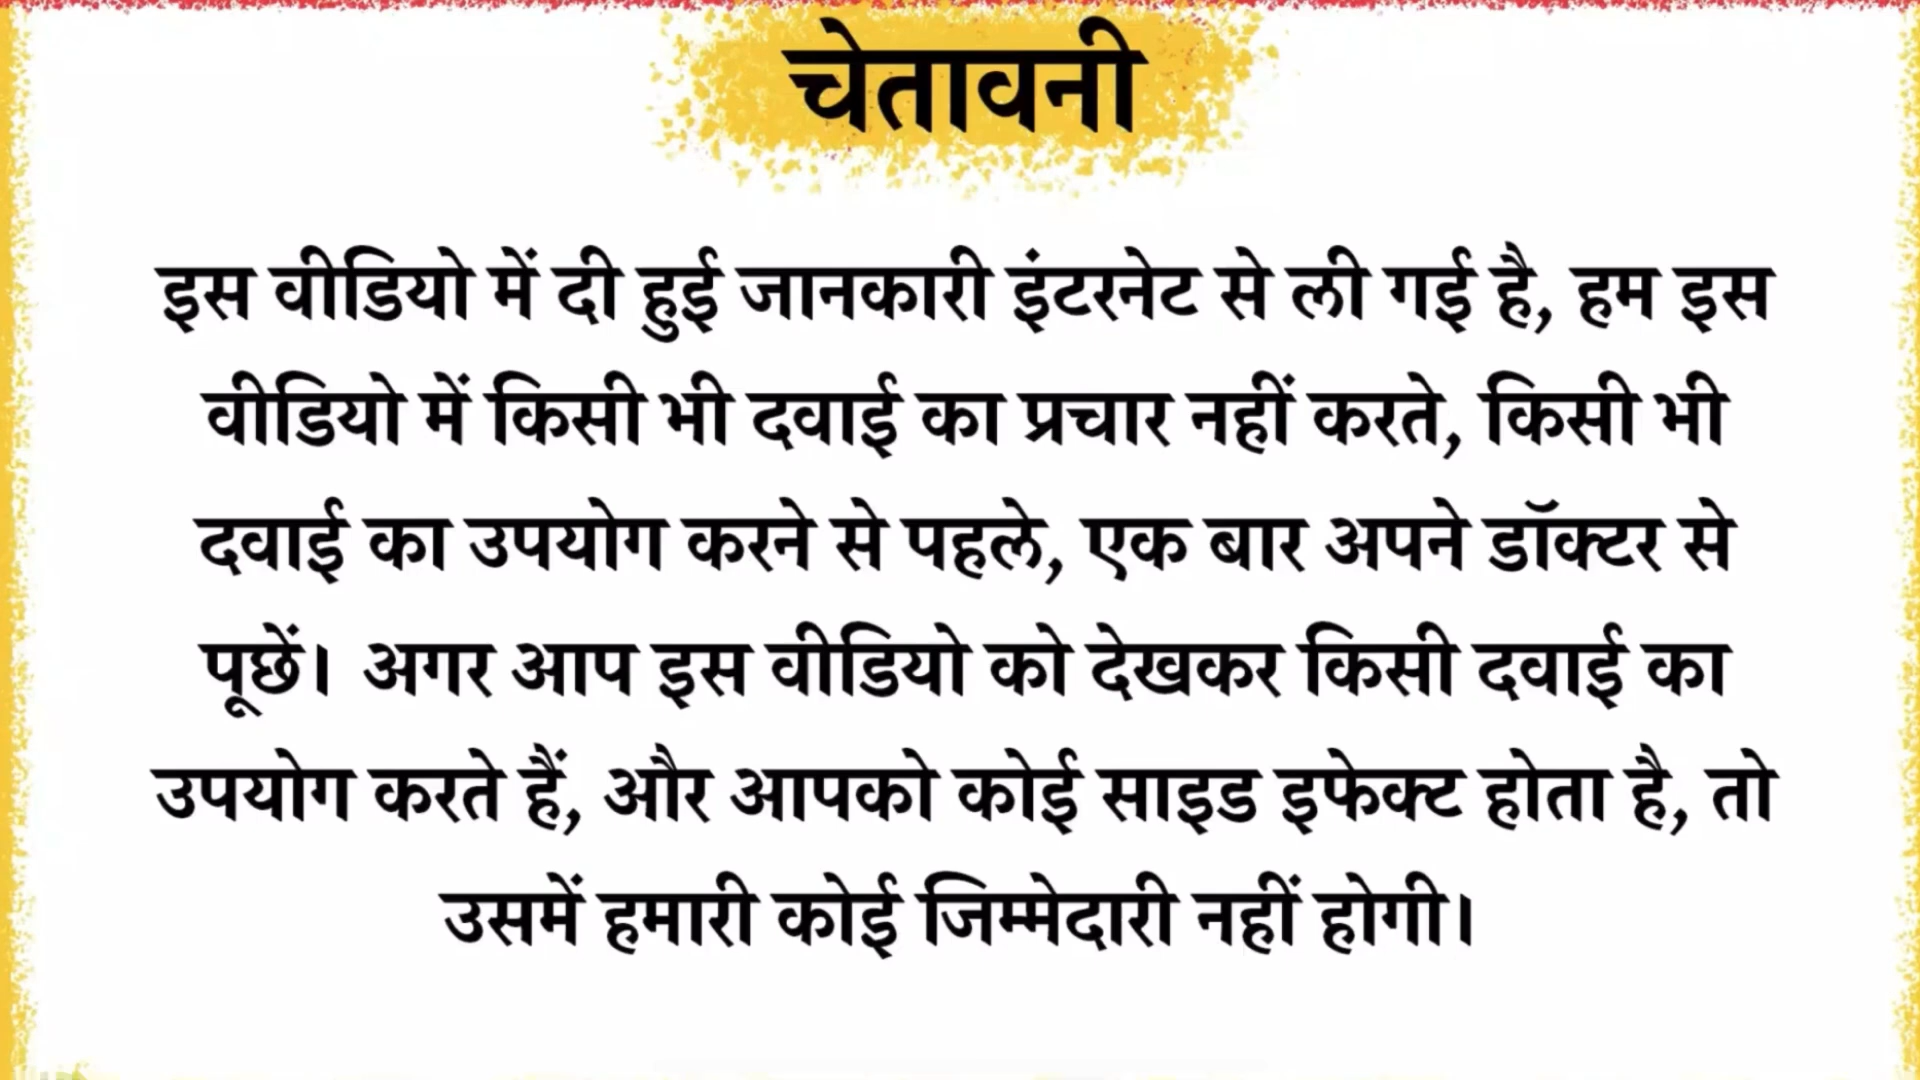 चेतावनी
इस वीडियो में दी हुई जानकारी इंटरनेट से ली गई है, हम इस
वीडियो में किसी भी दवाई का प्रचार नहीं करते, किसी भी
दवाई का उपयोग करने से पहले, एक बार अपने डॉक्टर से
पूछें। अगर आप इस वीडियो को देखकर किसी दवाई का
उपयोग करते हैं, और आपको कोई साइड इफेक्ट होता है, तो
उसमें हमारी कोई जिम्मेदारी नहीं होगी।